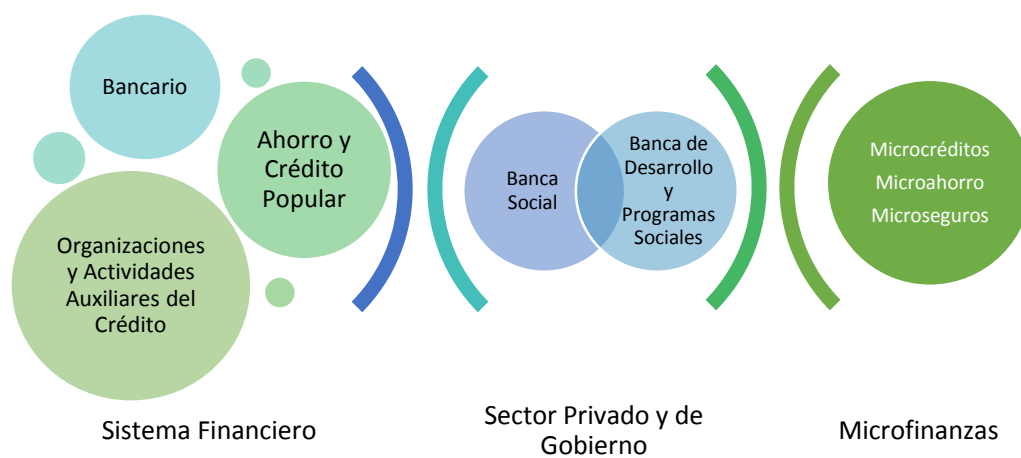 Bancario
Ahorro y
Crédito
Popular
Organizaciones
y Actividades
Auxiliares del
Crédito
Sistema Financiero
Banca
Social
Banca de
Desarrollo
y
Programas
Sociales
Sector Privado y de
Gobierno
Microcréditos
Microahorro
Microseguros
Microfinanzas